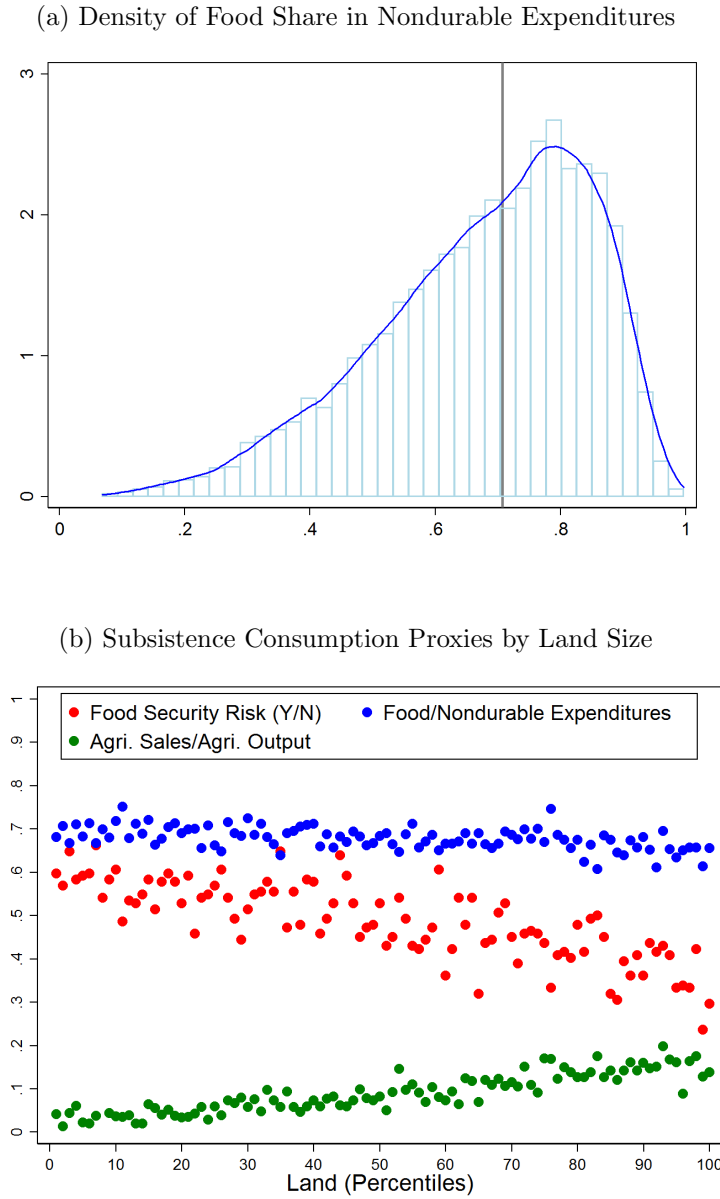 (a) Density of Food Share in Nondurable Expenditures
3
2
1
0
0 .2 .4 .6 .8 1
(b) Subsistence Consumption Proxies by Land Size
Food Security Risk (Y/N) Food/Nondurable Expenditures
Agri. Sales/Agri. Output
1
.9
.8
.7
.6
.5
.4
.3
.2
.1
0
0 10 20 30 40 50 60 70 80 90 100
Land (Percentiles)